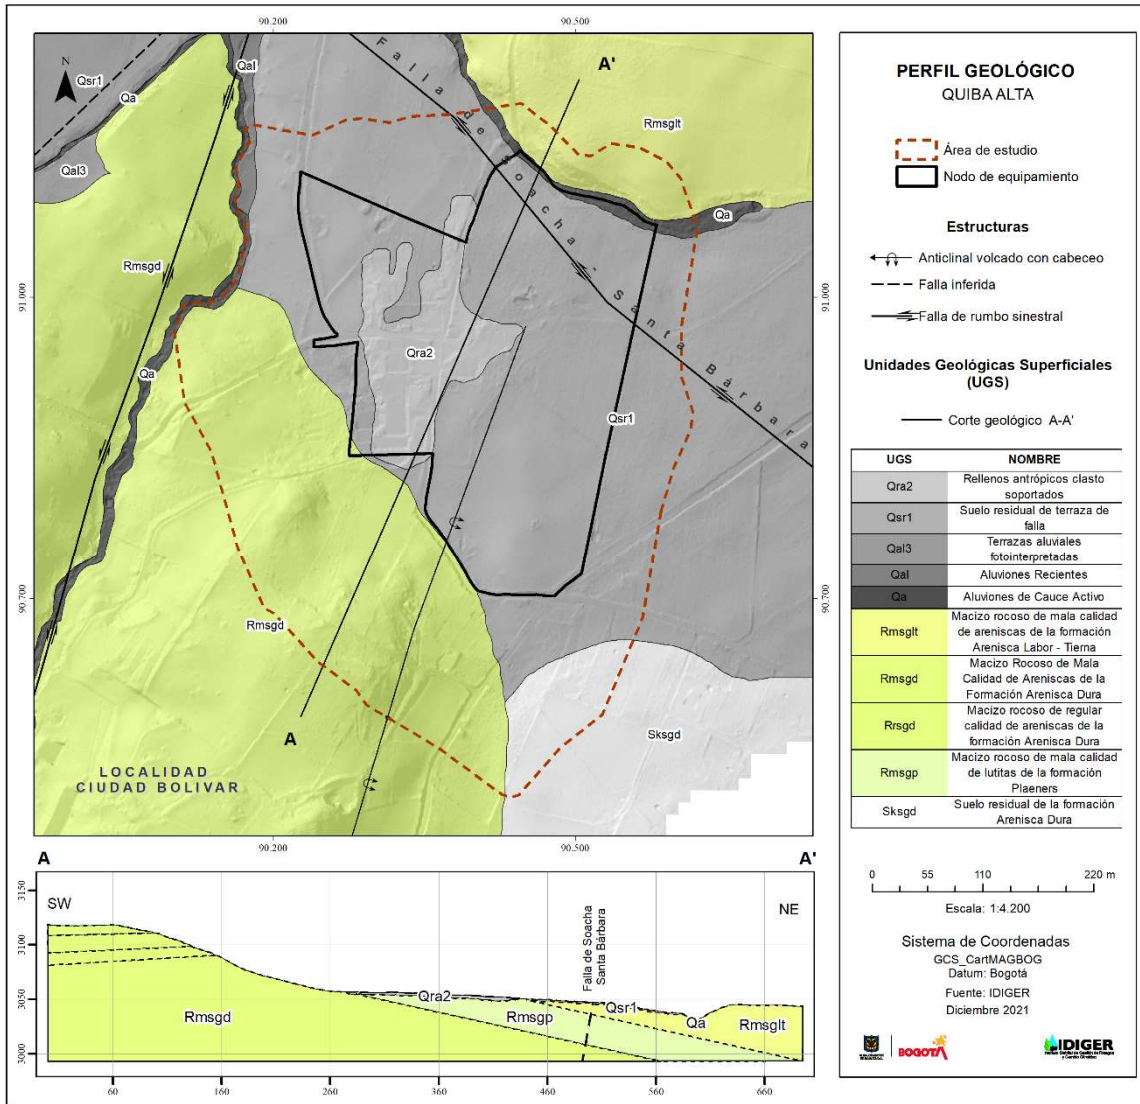 90.200
90.500
91.000
90.700
91.000
90.700
90.200
90.500
N
Qsr1
Qa
Qal
Qal3
Rmsgd
Qa
A'
Falla de Soacha - Santa Bárbara
Rmsglt
Qa
Qra2
Qsr1
Rmsgd
A
Sksgd
LOCALIDAD
CIUDAD BOLIVAR
A
A'
SW
NE
3150
3100
3050
3000
Falla de Soacha
Santa Bárbara
Qra2
Qsr1
Qa
Rmsgd
Rmsgp
Rmsglt
60
160
260
360
460
560
660
PERFIL GEOLÓGICO
QUIBA ALTA
Área de estudio
Nodo de equipamiento
Estructuras
Anticlinal volcado con cabeceo
Falla inferida
Falla de rumbo sinestral
Unidades Geológicas Superficiales
(UGS)
Corte geológico A-A'
UGS NOMBRE
Qra2 Rellenos antrópicos clasto
soportados
Qsr1 Suelo residual de terraza de
falla
Qal3 Terrazas aluviales
fotointerpretadas
Qal Aluviones Recientes
Qa Aluviones de Cauce Activo
Rmsglt Macizo rocoso de mala calidad
de areniscas de la formación
Arenisca Labor - Tierna
Rmsgd Macizo Rocoso de Mala
Calidad de Areniscas de la
Formación Arenisca Dura
Rrsgd Macizo rocoso de regular
calidad de areniscas de la
formación Arenisca Dura
Rmsgp Macizo rocoso de mala calidad
de lutitas de la formación
Plaeners
Sksgd Suelo residual de la formación
Arenisca Dura
0 55 110 220 m
Escala: 1:4.200
Sistema de Coordenadas
GCS_CartMAGBOG
Datum: Bogotá
Fuente: IDIGER
Diciembre 2021
BOGOTÁ
IDIGER